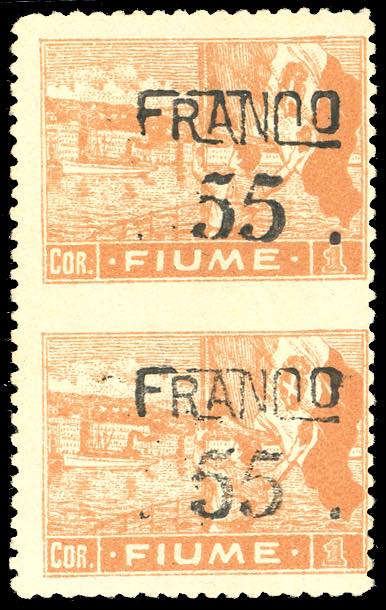 FRANCO
55
COR. · FIUME · 1
FRANCO
55
COR. · FIUME · 1